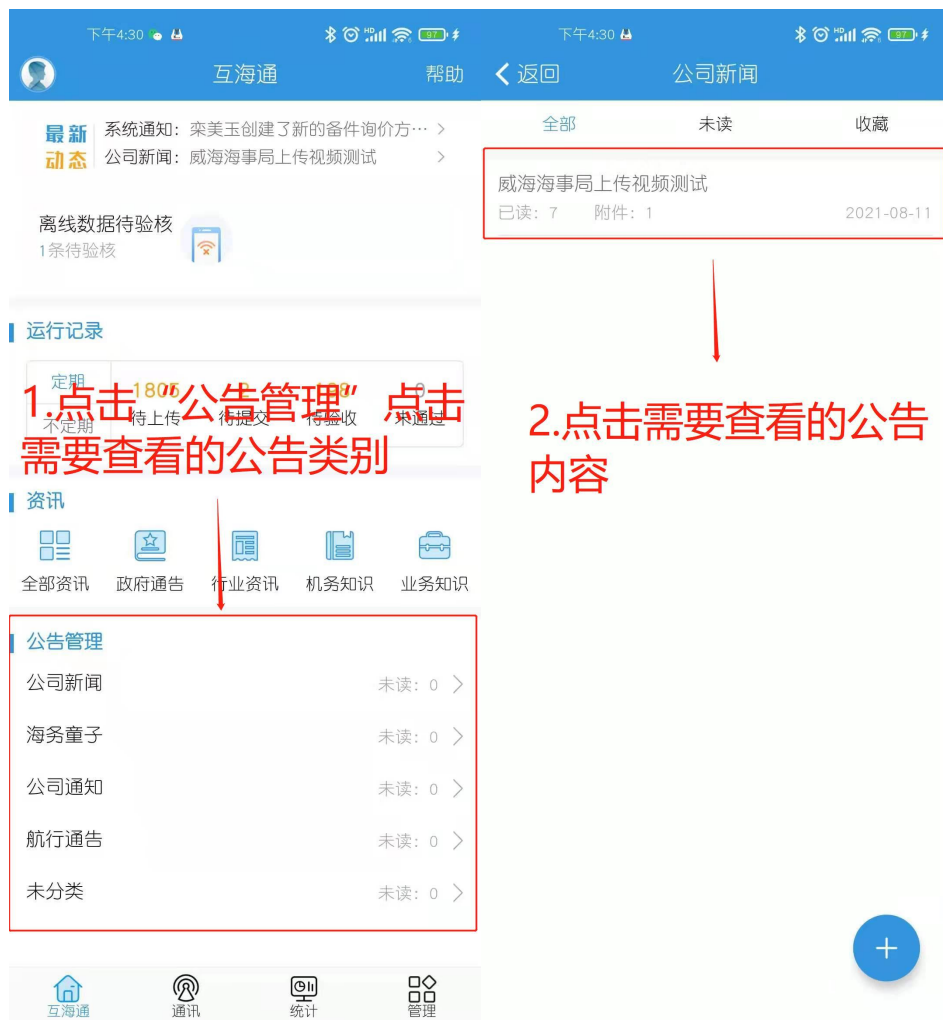 下午4:30
HD
97
互海通
帮助
最新动态
系统通知：栾美玉创建了新的备件询价方… >
公司新闻：威海海事局上传视频测试 >
离线数据待验核
1条待验核
运行记录
定期
不定期
1805
待上传
待提交
198
待验收
0
未通过
1.点击“公告管理”点击
需要查看的公告类别
资讯
全部资讯 政府通告 行业资讯 机务知识 业务知识
公告管理
公司新闻 未读：0 >
海务童子 未读：0 >
公司通知 未读：0 >
航行通告 未读：0 >
未分类 未读：0 >
互海通 通讯 统计 管理
下午4:30
HD
97
返回
公司新闻
全部 未读 收藏
威海海事局上传视频测试
已读：7 附件：1 2021-08-11
2.点击需要查看的公告
内容
+